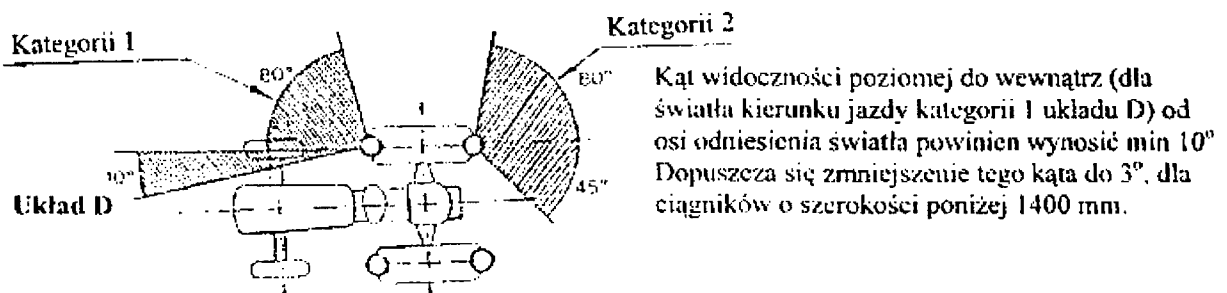 Kategorii 1
Kategorii 2
80°
80°
Kąt widoczności poziomej do wewnątrz (dla
światła kierunku jazdy kategorii 1 układu D) od
osi odniesienia światła powinien wynosić min 10°
Dopuszcza się zmniejszenie tego kąta do 3°, dla
ciągników o szerokości poniżej 1400 mm.
10°
45°
Układ D